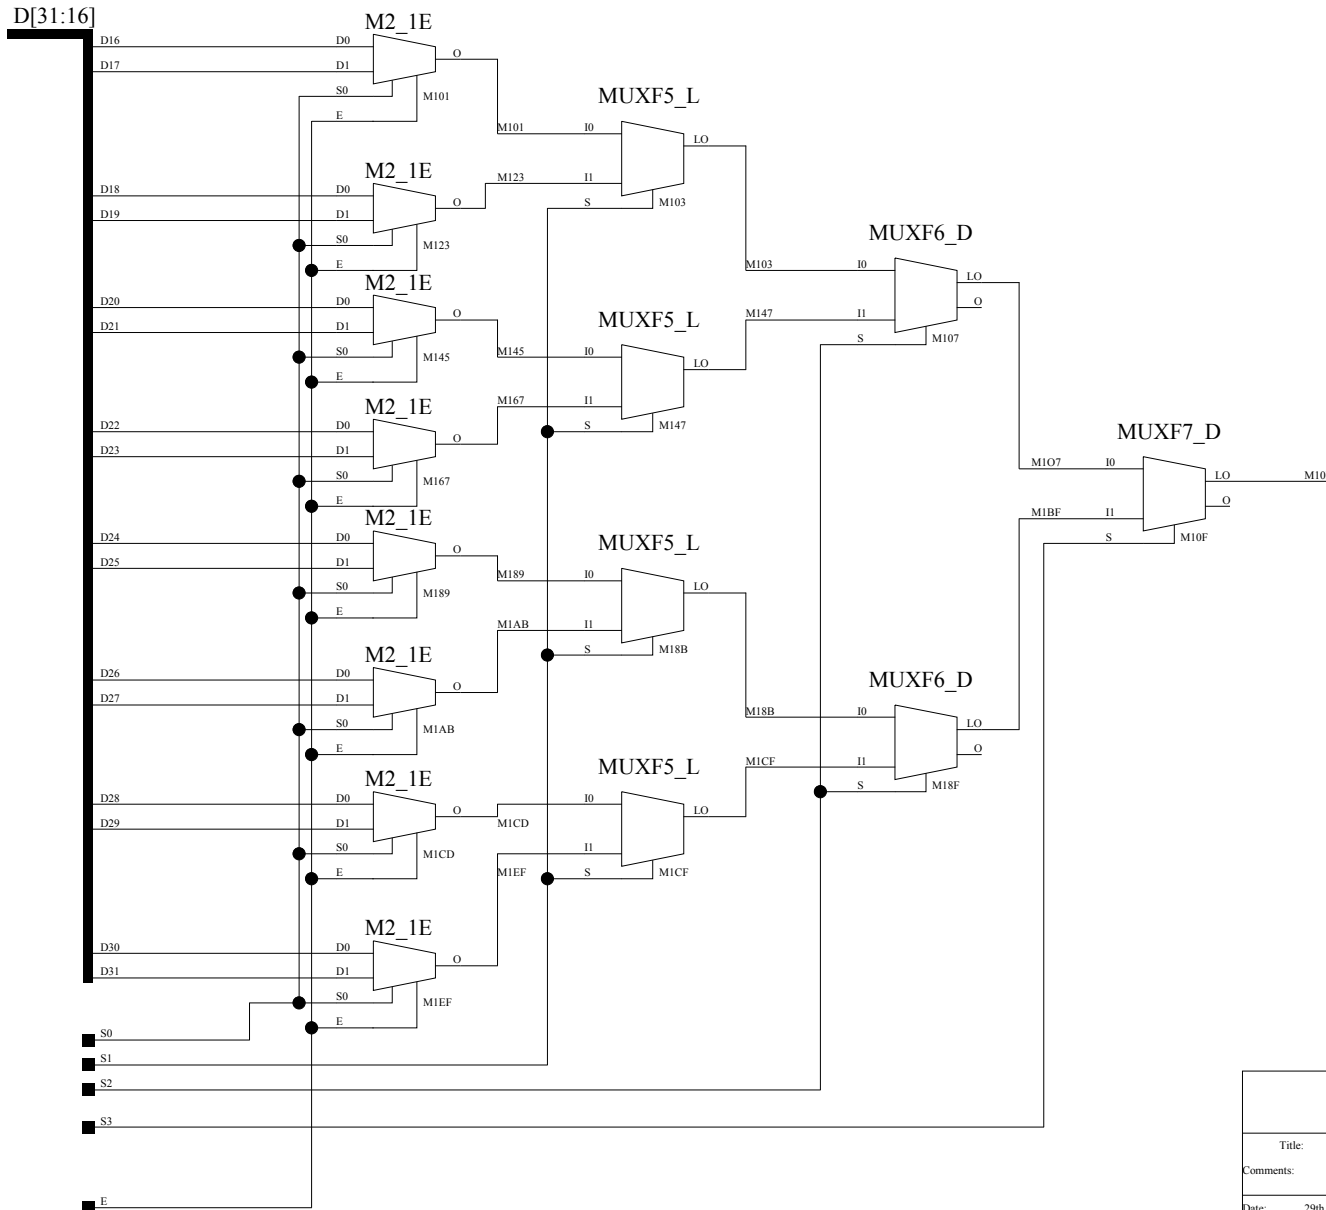 D[31:16]
M2_1E
D16 D0
O
D17 D1
S0
M101
E
MUXF5_L
M101 I0
LO
M2_1E
M123 I1
D18 D0
O
S
M103
D19 D1
S0
M123
MUXF6_D
E
M103 I0
M2_1E
LO
D20 D0
O
O
M147 I1
MUXF5_L
D21 D1
S
M107
S0
M145
M145 I0
LO
E
M2_1E
M167 I1
D22 D0
O
S
M147
MUXF7_D
D23 D1
M1O7 I0
S0
M167
LO
M10
E
O
M2_1E
M1BF I1
D24 D0
O
MUXF5_L
S
M10F
D25 D1
M189 I0
S0
M189
LO
E
M1AB I1
M2_1E
S
M18B
D26 D0
O
MUXF6_D
D27 D1
M18B I0
S0
M1AB
LO
E
O
M2_1E
MUXF5_L
M1CF I1
D28 D0
O
I0
LO
S
M18F
D29 D1
M1CD
S0
M1CD
I1
E
M1EF
S
M1CF
M2_1E
D30 D0
O
D31 D1
S0
M1EF
E
S0
S1
S2
S3
Title:
Comments:
E
Date: 29th